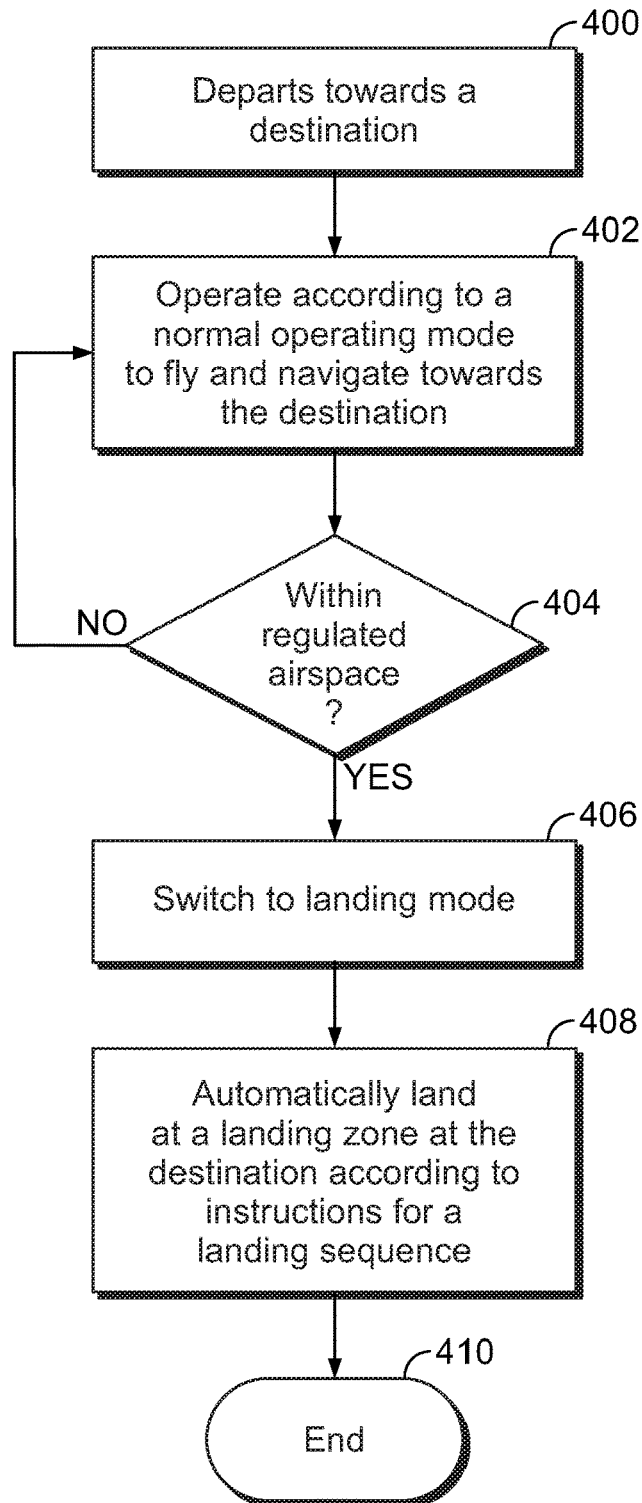 400
Departs towards a
destination
402
Operate according to a
normal operating mode
to fly and navigate towards
the destination
404
Within
regulated
airspace
?
NO
YES
406
Switch to landing mode
408
Automatically land
at a landing zone at the
destination according to
instructions for a
landing sequence
410
End